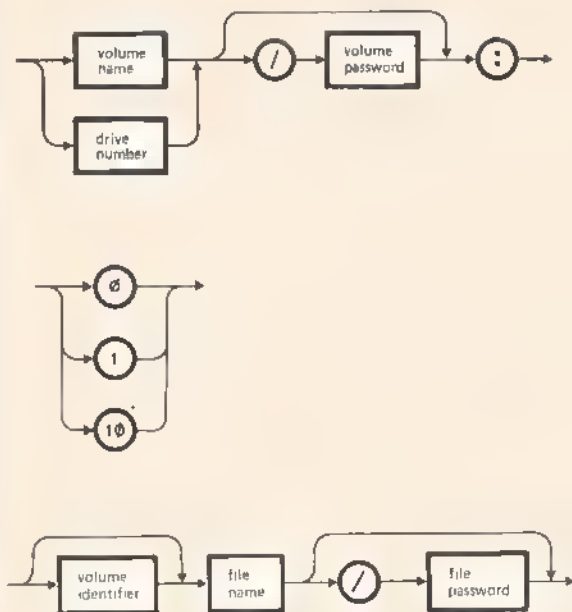 volume
name
/
volume
password
:
drive
number
Ø
1
1Ø
volume
identifier
file
name
/
file
password